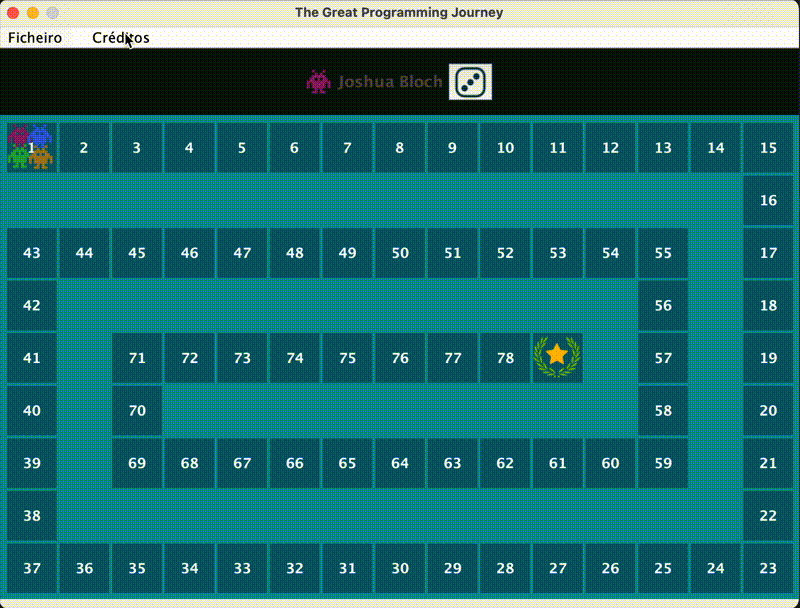 The Great Programming Journey
Ficheiro Créditos
Joshua Bloch
1 2 3 4 5 6 7 8 9 10 11 12 13 14 15
16
43 44 45 46 47 48 49 50 51 52 53 54 55 17
42 56 18
41 71 72 73 74 75 76 77 78 57 19
40 70 58 20
39 69 68 67 66 65 64 63 62 61 60 59 21
38 22
37 36 35 34 33 32 31 30 29 28 27 26 25 24 23